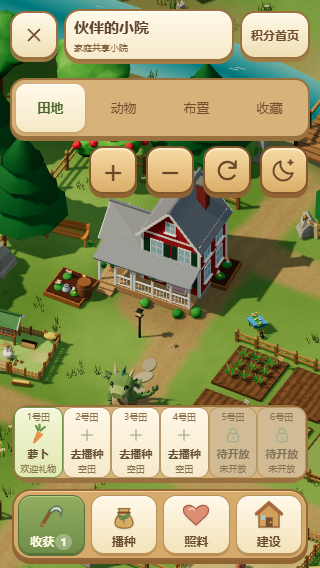 伙伴的小院
家庭共享小院
积分首页
田地
动物
布置
收藏
1号田
2号田
3号田
4号田
5号田
6号田
萝卜
去播种
去播种
去播种
待开放
待开放
欢迎礼物
空田
空田
空田
未开放
未开放
收获 1
播种
照料
建设